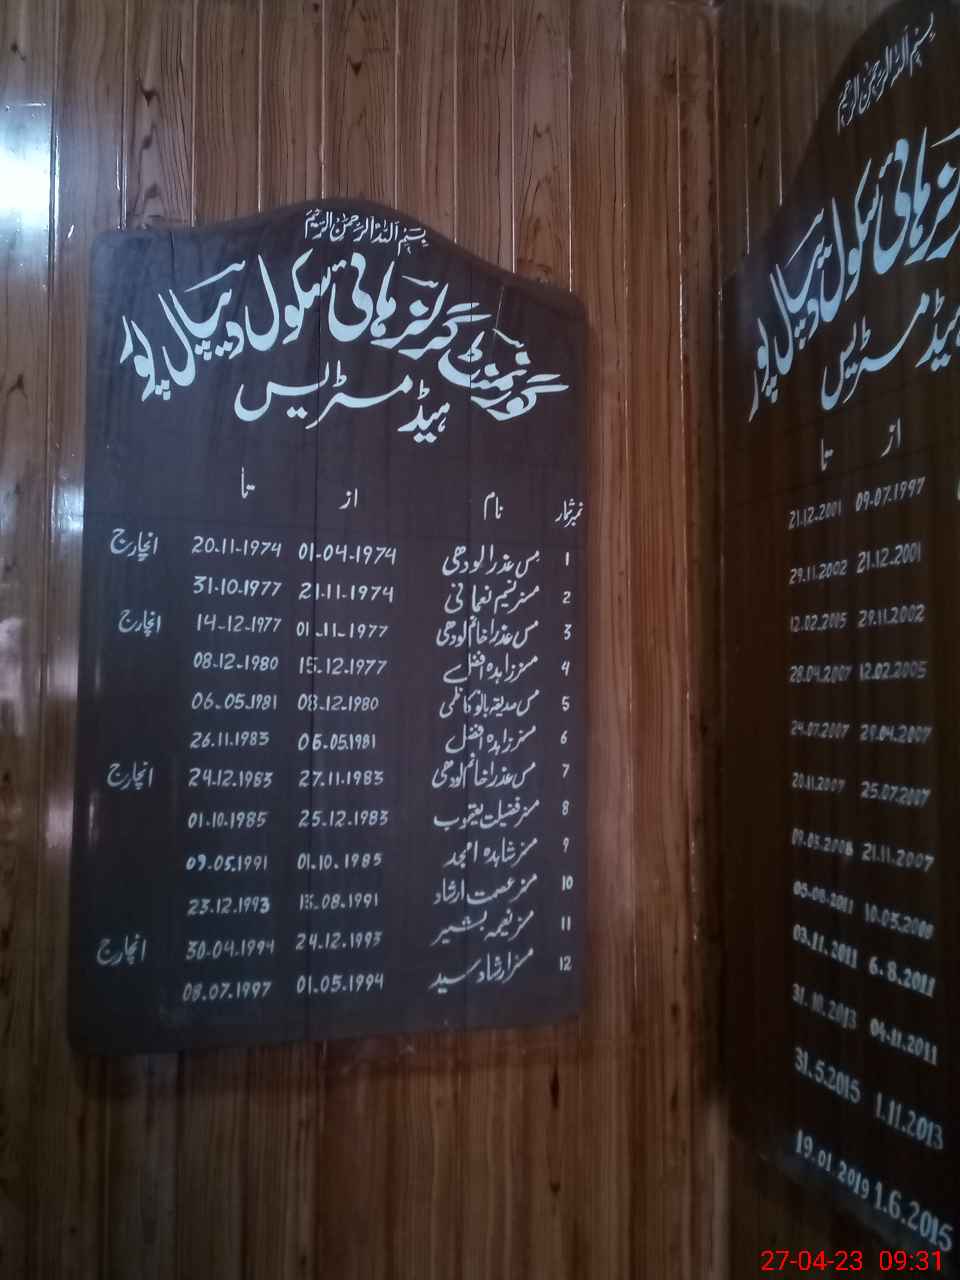 بسم اللہ الرحمن الرحیم
گورنمنٹ گرلز ہائی سکول دیپال پور
ہیڈ مسٹریس
نمبر شمار نام از تا
1 مس عذرا لودھی 01-04-1974 20-11-1974 انچارج
2 مسز نسیم نعمانی 21-11-1974 31-10-1977
3 مس عذرا خانم لودھی 01-11-1977 14-12-1977 انچارج
4 مسز زاہدہ افضل 15-12-1977 08-12-1980
5 مس صدیقہ بانو کاظمی 08-12-1980 06-05-1981
6 مسز زاہدہ افضل 06.05.1981 26.11.1983
7 مس عذرا خانم لودھی 27.11.1983 24.12.1983 انچارج
8 مسز فضیلت یعقوب 25.12.1983 01.10.1985
9 مسز شاہدہ امجد 01.10.1985 09.05.1991
10 مسز عصمت ارشاد .08.1991 23.12.1993
11 مسز نعیمہ بشیر 24.12.1993 30.04.1994 انچارج
12 مسز ارشاد سید 01.05.1994 08.07.1997
بسم اللہ الرحمن الرحیم
ہائی سکول دیپال پور
ہیڈ مسٹریس
از تا
09-07-1997 21.12.2001
21.12.2001 29.11.2002
29.11.2002 12.02.2005
12.02.2005 28.04.2007
28.04.2007 24.07.2007
25.07.2007 20.11.2007
21.11.2007 09.03.2008
10.03.2008 05-08-2011
6.8.2011 03.11.2011
04.11.2011 31.10.2013
1.11.2013 31.5.2015
1.6.2015 19.01.2019
27-04-23 09:31